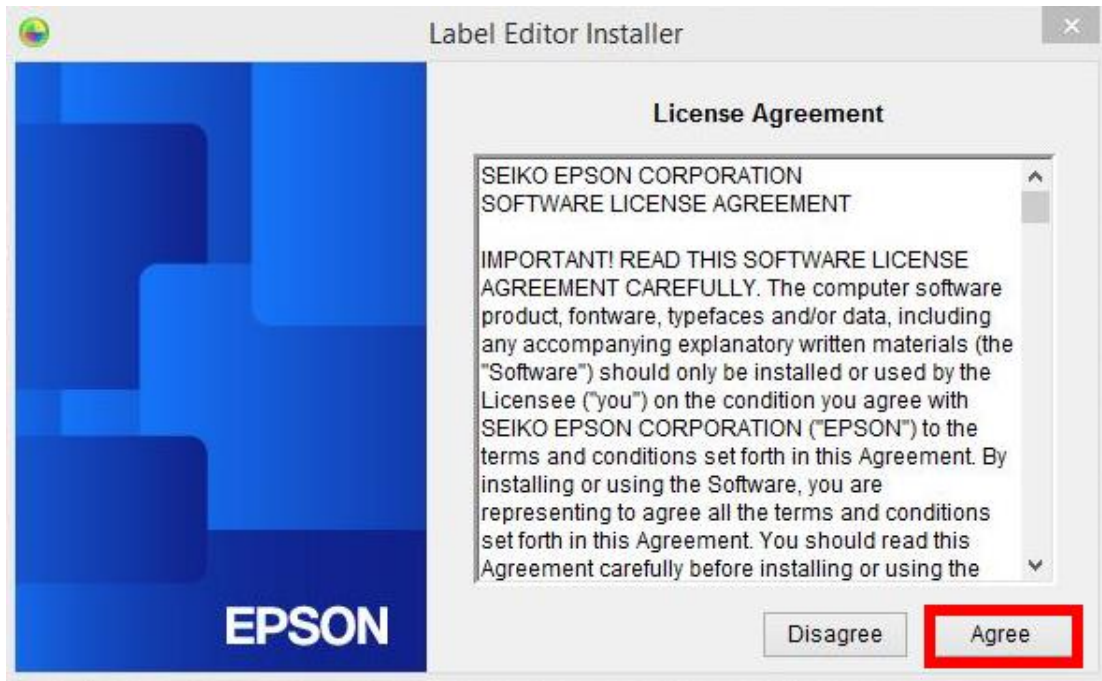 Label Editor Installer
License Agreement
SEIKO EPSON CORPORATION
SOFTWARE LICENSE AGREEMENT
IMPORTANT! READ THIS SOFTWARE LICENSE
AGREEMENT CAREFULLY. The computer software
product, fontware, typefaces and/or data, including
any accompanying explanatory written materials (the
"Software") should only be installed or used by the
Licensee ("you") on the condition you agree with
SEIKO EPSON CORPORATION ("EPSON") to the
terms and conditions set forth in this Agreement. By
installing or using the Software, you are
representing to agree all the terms and conditions
set forth in this Agreement. You should read this
Agreement carefully before installing or using the
EPSON
Disagree
Agree